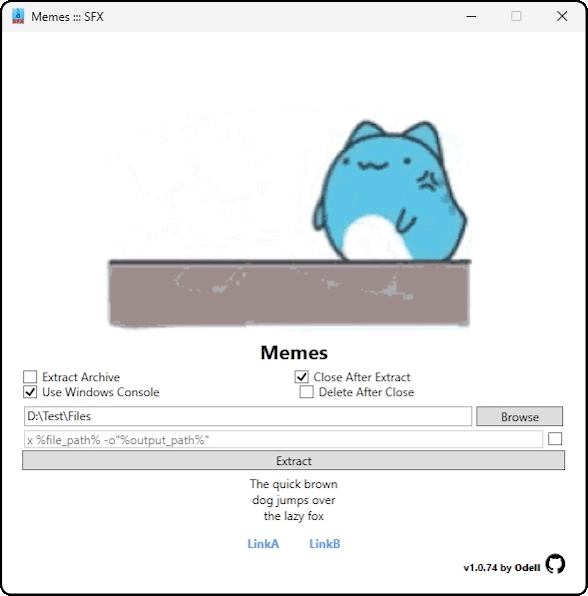 Memes ::: SFX
Memes
Extract Archive
Close After Extract
Use Windows Console
Delete After Close
D:\Test\Files
Browse
x %file_path% -o"%output_path%"
Extract
The quick brown
dog jumps over
the lazy fox
LinkA
LinkB
v1.0.74 by Odell